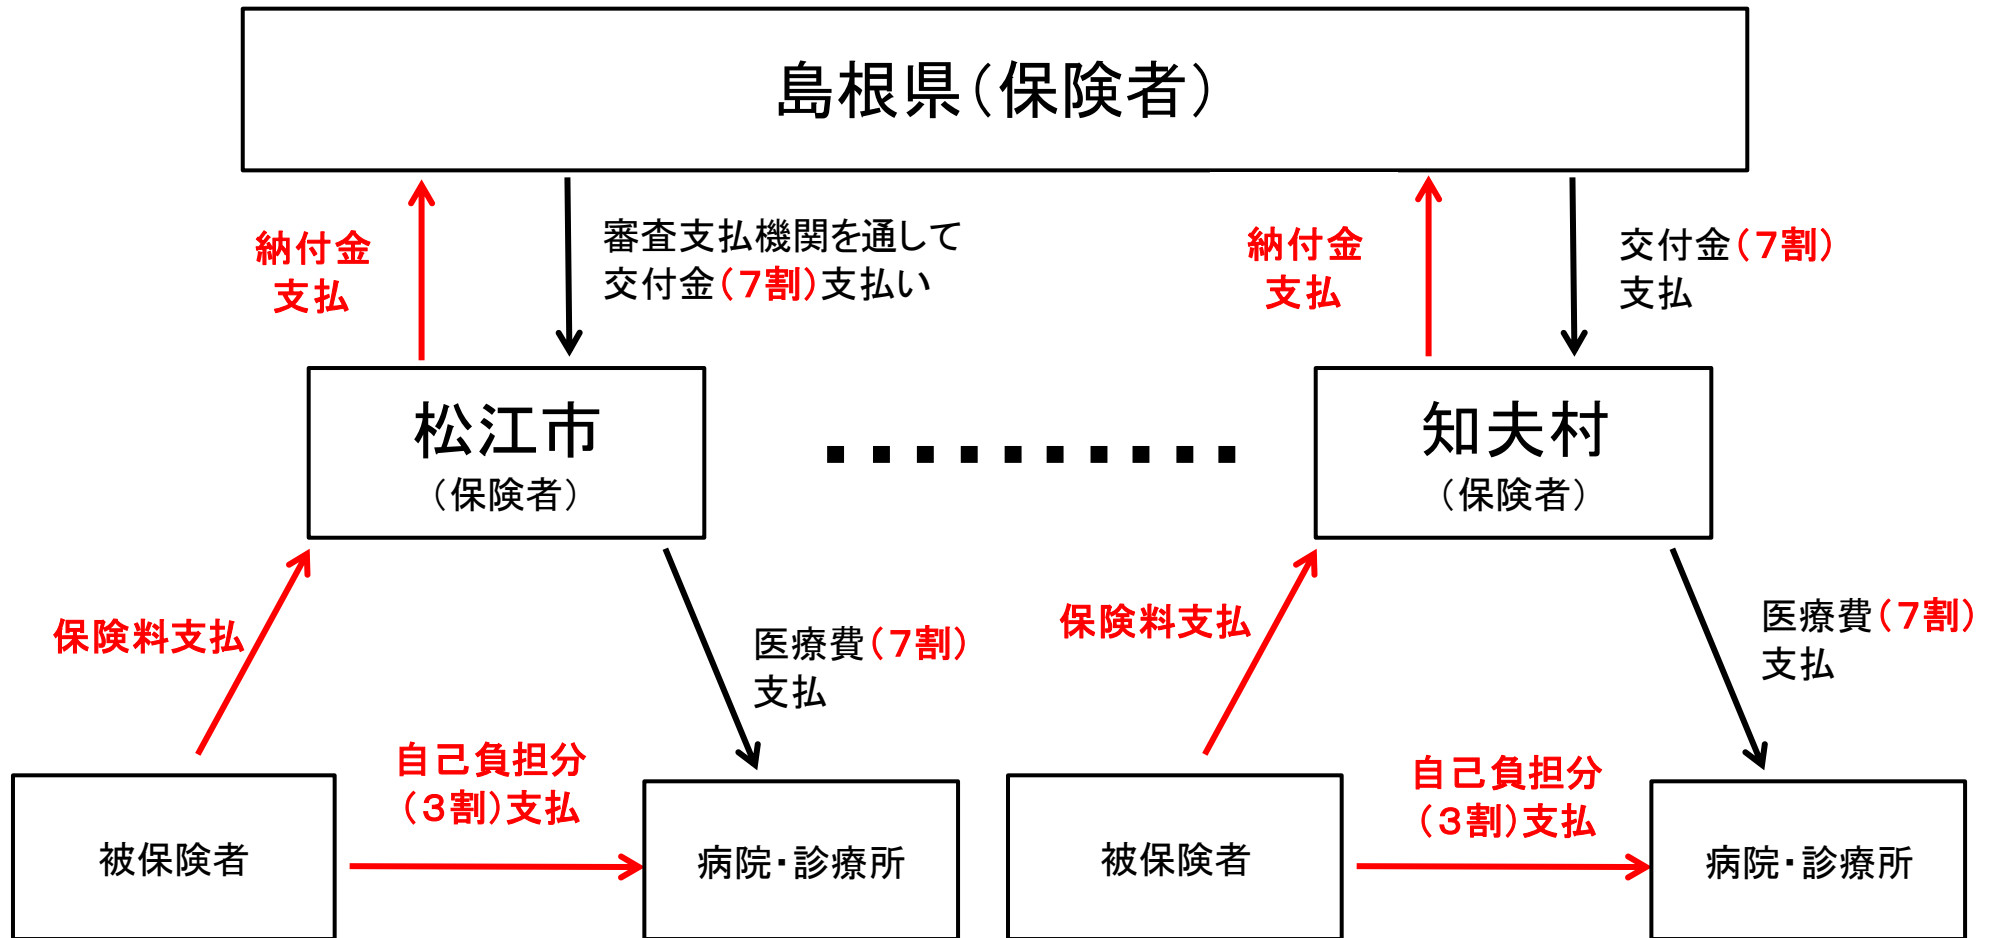 島根県(保険者)
納付金
支払
審査支払機関を通して
交付金(7割)支払い
納付金
支払
交付金(7割)
支払
松江市
(保険者)
知夫村
(保険者)
保険料支払
医療費(7割)
支払
保険料支払
医療費(7割)
支払
自己負担分
(3割)支払
自己負担分
(3割)支払
被保険者
病院・診療所
被保険者
病院・診療所